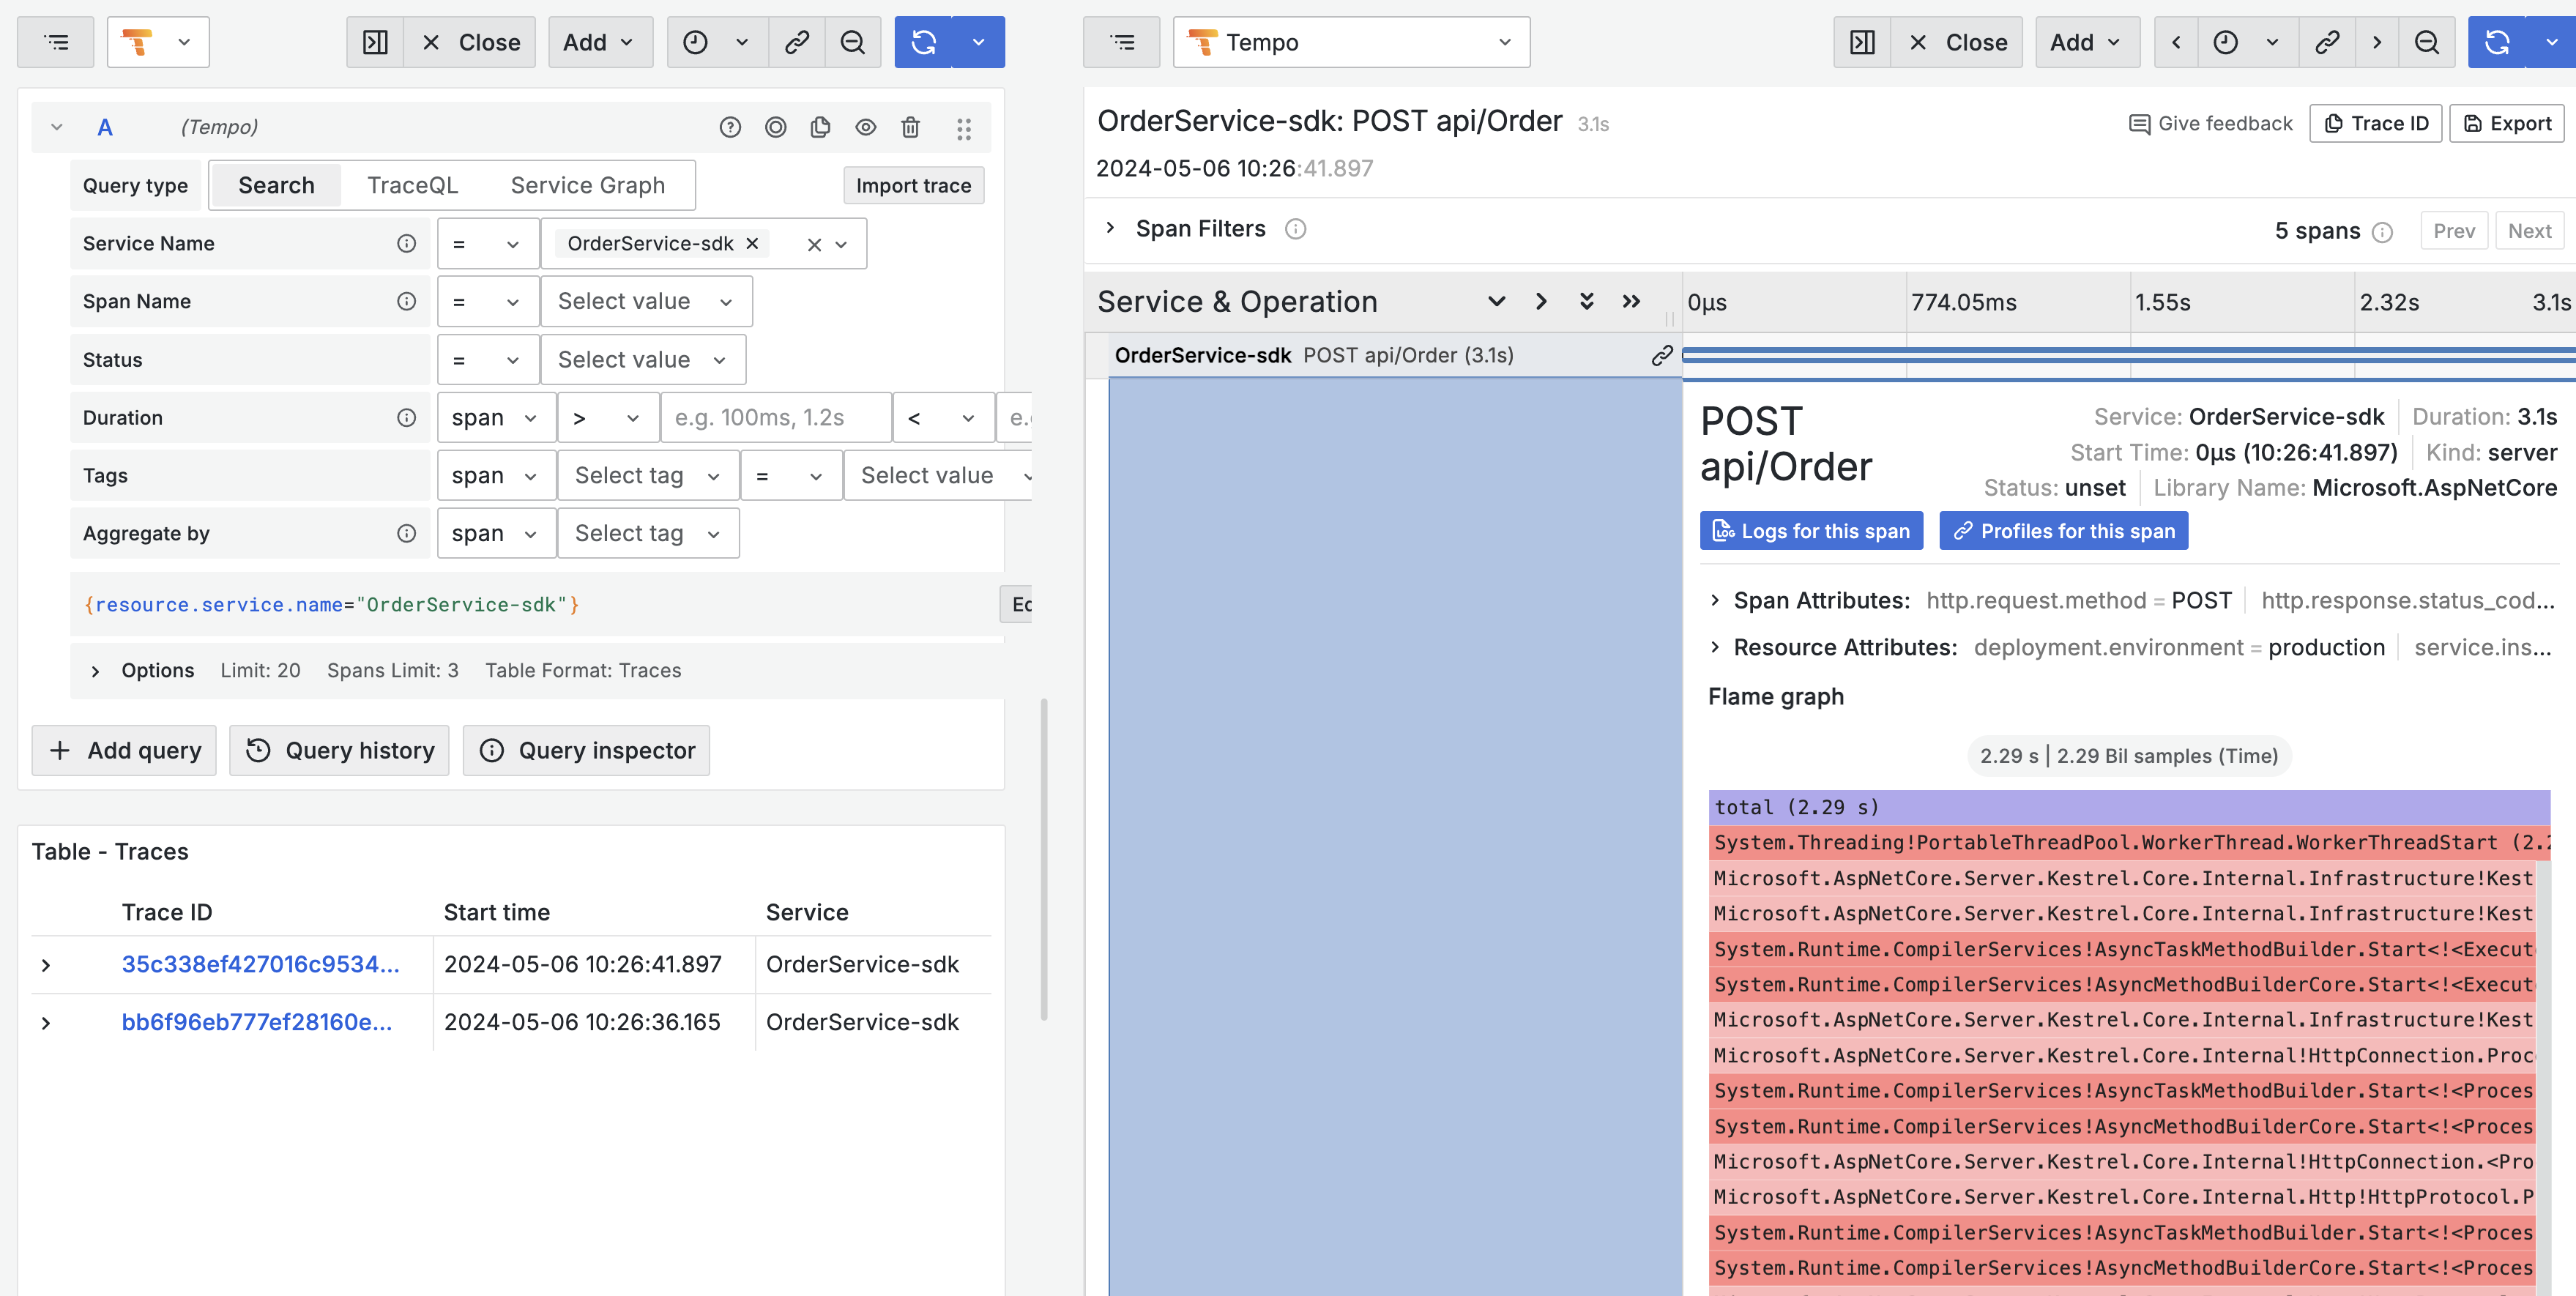 Close
Add
A (Tempo)
Query type Search TraceQL Service Graph Import trace
Service Name = OrderService-sdk
Span Name = Select value
Status = Select value
Duration span > e.g. 100ms, 1.2s <
Tags span Select tag = Select value
Aggregate by span Select tag
{resource.service.name="OrderService-sdk"}
Options Limit: 20 Spans Limit: 3 Table Format: Traces
Add query Query history Query inspector
Table - Traces
Trace ID Start time Service
35c338ef427016c9534... 2024-05-06 10:26:41.897 OrderService-sdk
bb6f96eb777ef28160e... 2024-05-06 10:26:36.165 OrderService-sdk
Tempo
Close
Add
OrderService-sdk: POST api/Order 3.1s
Give feedback Trace ID Export
2024-05-06 10:26:41.897
Span Filters 5 spans Prev Next
Service & Operation 0μs 774.05ms 1.55s 2.32s 3.1s
OrderService-sdk POST api/Order (3.1s)
POST
api/Order
Service: OrderService-sdk Duration: 3.1s
Start Time: 0μs (10:26:41.897) Kind: server
Status: unset Library Name: Microsoft.AspNetCore
Logs for this span Profiles for this span
Span Attributes: http.request.method = POST http.response.status_cod...
Resource Attributes: deployment.environment = production service.ins...
Flame graph
2.29 s | 2.29 Bil samples (Time)
total (2.29 s)
System.Threading!PortableThreadPool.WorkerThread.WorkerThreadStart (2.2
Microsoft.AspNetCore.Server.Kestrel.Core.Internal.Infrastructure!Kest
Microsoft.AspNetCore.Server.Kestrel.Core.Internal.Infrastructure!Kest
System.Runtime.CompilerServices!AsyncTaskMethodBuilder.Start<!<Execut
System.Runtime.CompilerServices!AsyncMethodBuilderCore.Start<!<Execut
Microsoft.AspNetCore.Server.Kestrel.Core.Internal.Infrastructure!Kest
Microsoft.AspNetCore.Server.Kestrel.Core.Internal!HttpConnection.Proc
System.Runtime.CompilerServices!AsyncTaskMethodBuilder.Start<!<Proces
System.Runtime.CompilerServices!AsyncMethodBuilderCore.Start<!<Proces
Microsoft.AspNetCore.Server.Kestrel.Core.Internal!HttpConnection.<Pro
Microsoft.AspNetCore.Server.Kestrel.Core.Internal.Http!HttpProtocol.P
System.Runtime.CompilerServices!AsyncTaskMethodBuilder.Start<!<Proces
System.Runtime.CompilerServices!AsyncMethodBuilderCore.Start<!<Proces